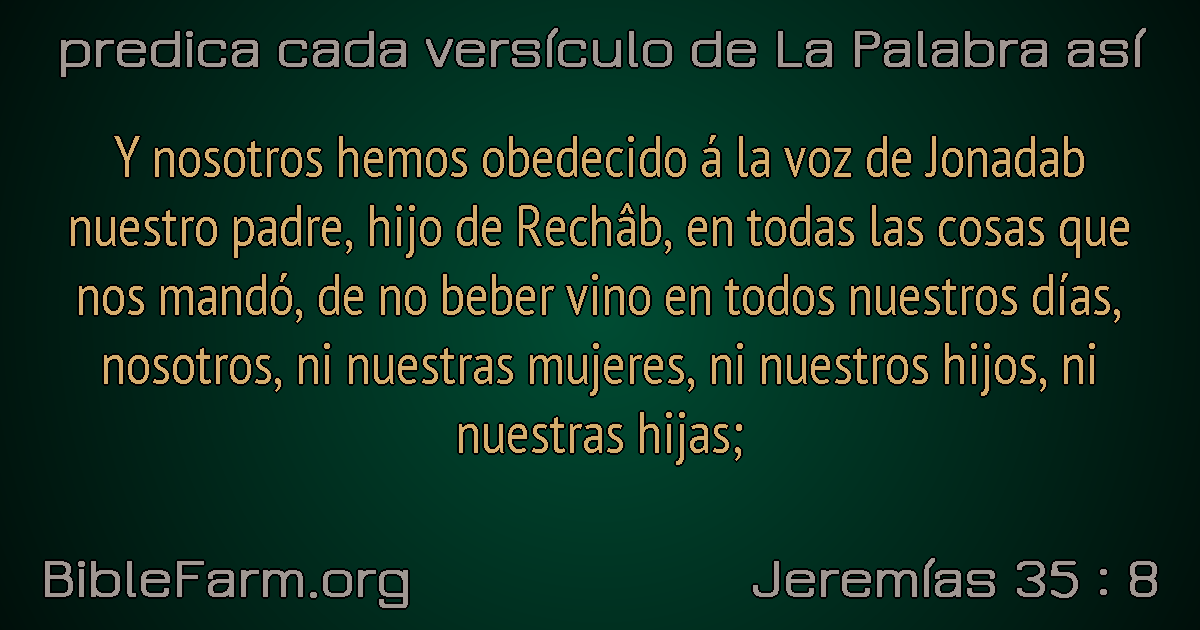 predica cada versículo de La Palabra así
Y nosotros hemos obedecido á la voz de Jonadab
nuestro padre, hijo de Rechâb, en todas las cosas que
nos mandó, de no beber vino en todos nuestros días,
nosotros, ni nuestras mujeres, ni nuestros hijos, ni
nuestras hijas;
BibleFarm.org
Jeremías 35 : 8